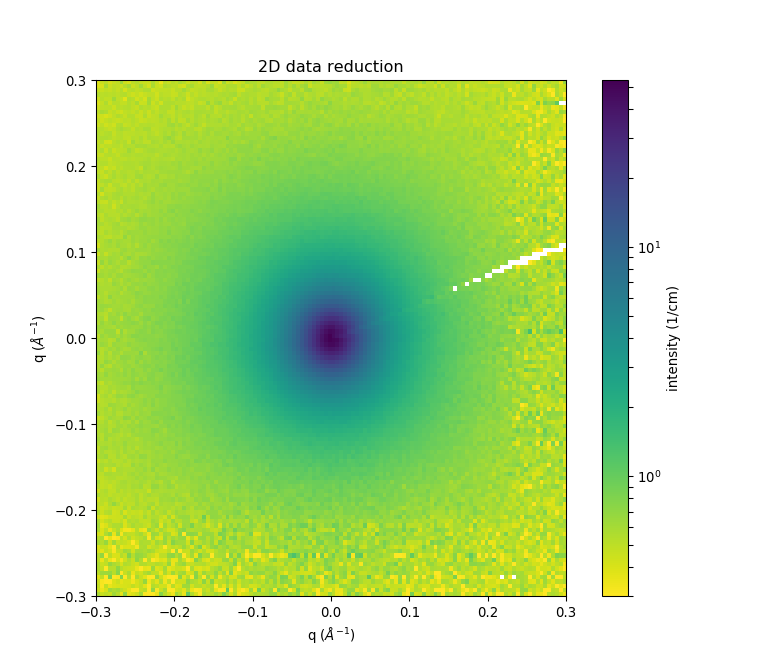 2D data reduction
0.3
0.2
0.1
0.0
−0.1
−0.2
−0.3
q (Å⁻¹)
−0.3 −0.2 −0.1 0.0 0.1 0.2 0.3
q (Å⁻¹)
10¹
10⁰
intensity (1/cm)